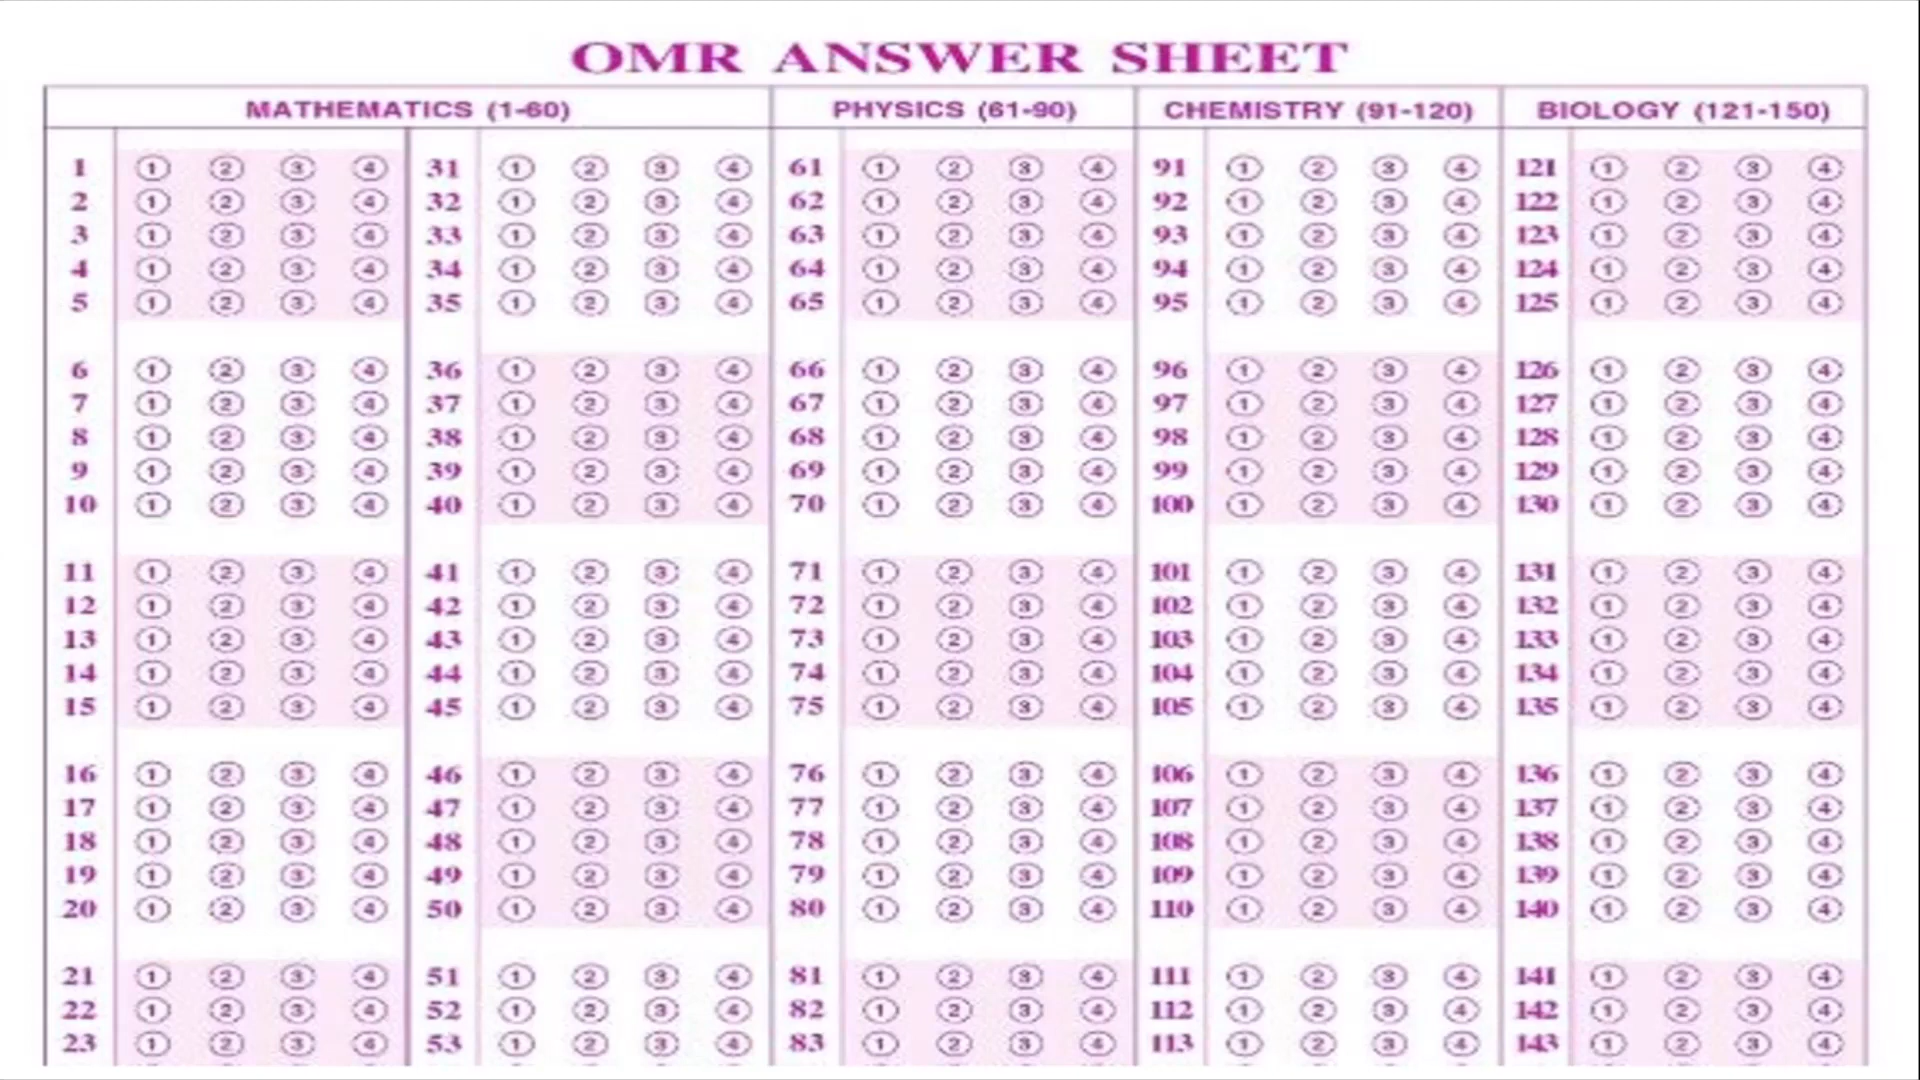 OMR ANSWER SHEET
MATHEMATICS (1-60) PHYSICS (61-90) CHEMISTRY (91-120) BIOLOGY (121-150)
1 1 2 3 4 31 1 2 3 4 61 1 2 3 4 91 1 2 3 4 121 1 2 3 4
2 1 2 3 4 32 1 2 3 4 62 1 2 3 4 92 1 2 3 4 122 1 2 3 4
3 1 2 3 4 33 1 2 3 4 63 1 2 3 4 93 1 2 3 4 123 1 2 3 4
4 1 2 3 4 34 1 2 3 4 64 1 2 3 4 94 1 2 3 4 124 1 2 3 4
5 1 2 3 4 35 1 2 3 4 65 1 2 3 4 95 1 2 3 4 125 1 2 3 4
6 1 2 3 4 36 1 2 3 4 66 1 2 3 4 96 1 2 3 4 126 1 2 3 4
7 1 2 3 4 37 1 2 3 4 67 1 2 3 4 97 1 2 3 4 127 1 2 3 4
8 1 2 3 4 38 1 2 3 4 68 1 2 3 4 98 1 2 3 4 128 1 2 3 4
9 1 2 3 4 39 1 2 3 4 69 1 2 3 4 99 1 2 3 4 129 1 2 3 4
10 1 2 3 4 40 1 2 3 4 70 1 2 3 4 100 1 2 3 4 130 1 2 3 4
11 1 2 3 4 41 1 2 3 4 71 1 2 3 4 101 1 2 3 4 131 1 2 3 4
12 1 2 3 4 42 1 2 3 4 72 1 2 3 4 102 1 2 3 4 132 1 2 3 4
13 1 2 3 4 43 1 2 3 4 73 1 2 3 4 103 1 2 3 4 133 1 2 3 4
14 1 2 3 4 44 1 2 3 4 74 1 2 3 4 104 1 2 3 4 134 1 2 3 4
15 1 2 3 4 45 1 2 3 4 75 1 2 3 4 105 1 2 3 4 135 1 2 3 4
16 1 2 3 4 46 1 2 3 4 76 1 2 3 4 106 1 2 3 4 136 1 2 3 4
17 1 2 3 4 47 1 2 3 4 77 1 2 3 4 107 1 2 3 4 137 1 2 3 4
18 1 2 3 4 48 1 2 3 4 78 1 2 3 4 108 1 2 3 4 138 1 2 3 4
19 1 2 3 4 49 1 2 3 4 79 1 2 3 4 109 1 2 3 4 139 1 2 3 4
20 1 2 3 4 50 1 2 3 4 80 1 2 3 4 110 1 2 3 4 140 1 2 3 4
21 1 2 3 4 51 1 2 3 4 81 1 2 3 4 111 1 2 3 4 141 1 2 3 4
22 1 2 3 4 52 1 2 3 4 82 1 2 3 4 112 1 2 3 4 142 1 2 3 4
23 1 2 3 4 53 1 2 3 4 83 1 2 3 4 113 1 2 3 4 143 1 2 3 4